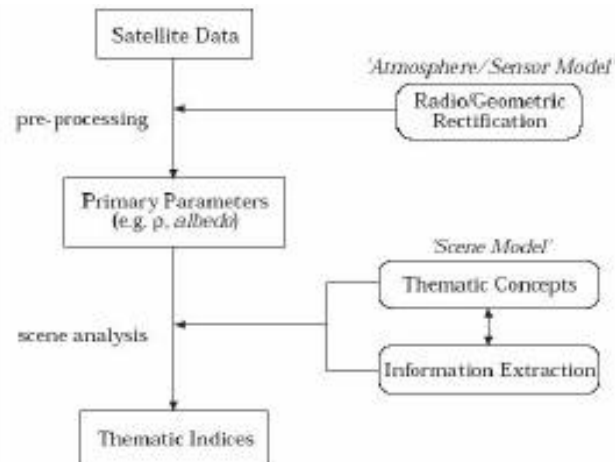 Satellite Data
'Atmosphere/Sensor Model'
Radio/Geometric
Rectification
pre-processing
Primary Parameters
(e.g. ρ, albedo)
'Scene Model'
Thematic Concepts
scene analysis
Information Extraction
Thematic Indices